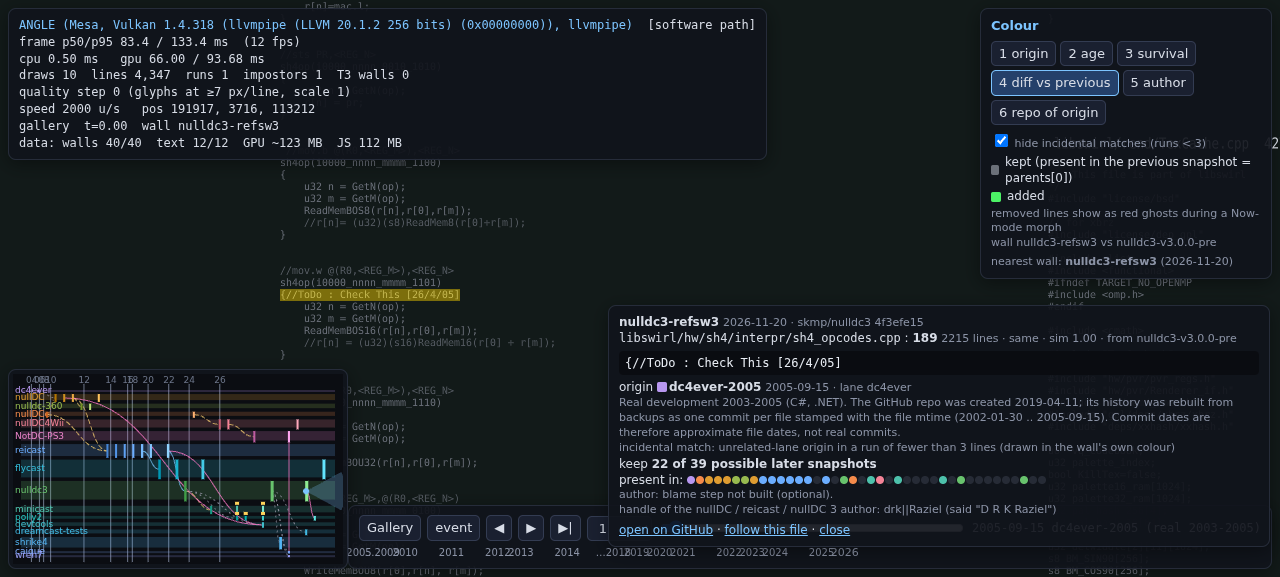 r[n]=mac l;
ANGLE (Mesa, Vulkan 1.4.318 (llvmpipe (LLVM 20.1.2 256 bits) (0x00000000)), llvmpipe)  [software path]
frame p50/p95 83.4 / 133.4 ms  (12 fps)
cpu 0.50 ms   gpu 66.00 / 93.68 ms
draws 10  lines 4,347  runs 1  impostors 1  T3 walls 0
quality step 0 (glyphs at ≥7 px/line, scale 1)
speed 2000 u/s   pos 191917, 3716, 113212
gallery  t=0.00  wall nulldc3-refsw3
data: walls 40/40  text 12/12  GPU ~123 MB  JS 112 MB
Colour
1 origin
2 age
3 survival
4 diff vs previous
5 author
6 repo of origin
hide incidental matches (runs < 3)
kept (present in the previous snapshot =
parents[0])
added
removed lines show as red ghosts during a Now-
mode morph
wall nulldc3-refsw3 vs nulldc3-v3.0.0-pre
nearest wall: nulldc3-refsw3 (2026-11-20)
sh4op(i0000_nnnn_mmmm_1100)
{
u32 n = GetN(op);
u32 m = GetM(op);
ReadMemBOS8(r[n],r[0],r[m]);
//r[n]= (u32)(s8)ReadMem8(r[0]+r[m]);
}
//mov.w @(R0,<REG_M>),<REG_N>
sh4op(i0000_nnnn_mmmm_1101)
{//ToDo : Check This [26/4/05]
u32 n = GetN(op);
u32 m = GetM(op);
ReadMemBOS16(r[n],r[0],r[m]);
//r[n] = (u32)(s16)ReadMem16(r[0] + r[m]);
}
#ifndef TARGET_NO_OPENMP
#include <omp.h>
#endif
nulldc3-refsw3 2026-11-20 · skmp/nulldc3 4f3efe15
libswirl/hw/sh4/interpr/sh4_opcodes.cpp : 189 2215 lines · same · sim 1.00 · from nulldc3-v3.0.0-pre
{//ToDo : Check This [26/4/05]
origin dc4ever-2005 2005-09-15 · lane dc4ever
Real development 2003-2005 (C#, .NET). The GitHub repo was created 2019-04-11; its history was rebuilt from
backups as one commit per file stamped with the file mtime (2002-01-30 .. 2005-09-15). Commit dates are
therefore approximate file dates, not real commits.
incidental match: unrelated-lane origin in a run of fewer than 3 lines (drawn in the wall's own colour)
keep 22 of 39 possible later snapshots
present in:
author: blame step not built (optional).
handle of the nullDC / reicast / nullDC 3 author: drk||Raziel (said "D R K Raziel")
open on GitHub · follow this file · close
2005-09-15 dc4ever-2005 (real 2003-2005)
12 14 18 20 22 24 26
dc4ever
nullDC
nulldc-360
nullDCe
nullDC4Wii
NotDC-PS3
reicast
flycast
nulldc3
minicast
polly2
devtools
dreamcast-tests
shrike4
Gallery
event
◀
▶
▶|
1
2010 2011 2012 2013 2014 2019 2020 2021 2022 2023 2024 2025 2026